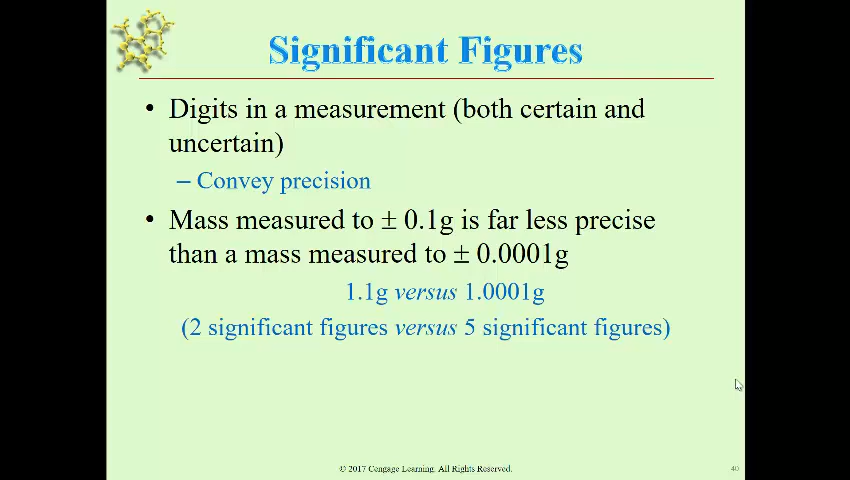 Significant Figures
• Digits in a measurement (both certain and
uncertain)
– Convey precision
• Mass measured to ± 0.1g is far less precise
than a mass measured to ± 0.0001g
1.1g versus 1.0001g
(2 significant figures versus 5 significant figures)
© 2017 Cengage Learning. All Rights Reserved.
40